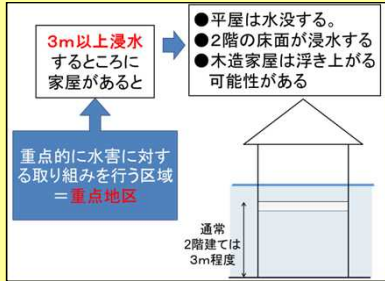 3m以上浸水
するところに
家屋があると
●平屋は水没する。
●2階の床面が浸水する
●木造家屋は浮き上がる
可能性がある
重点的に水害に対す
る取り組みを行う区域
＝重点地区
通常
2階建ては
3m程度